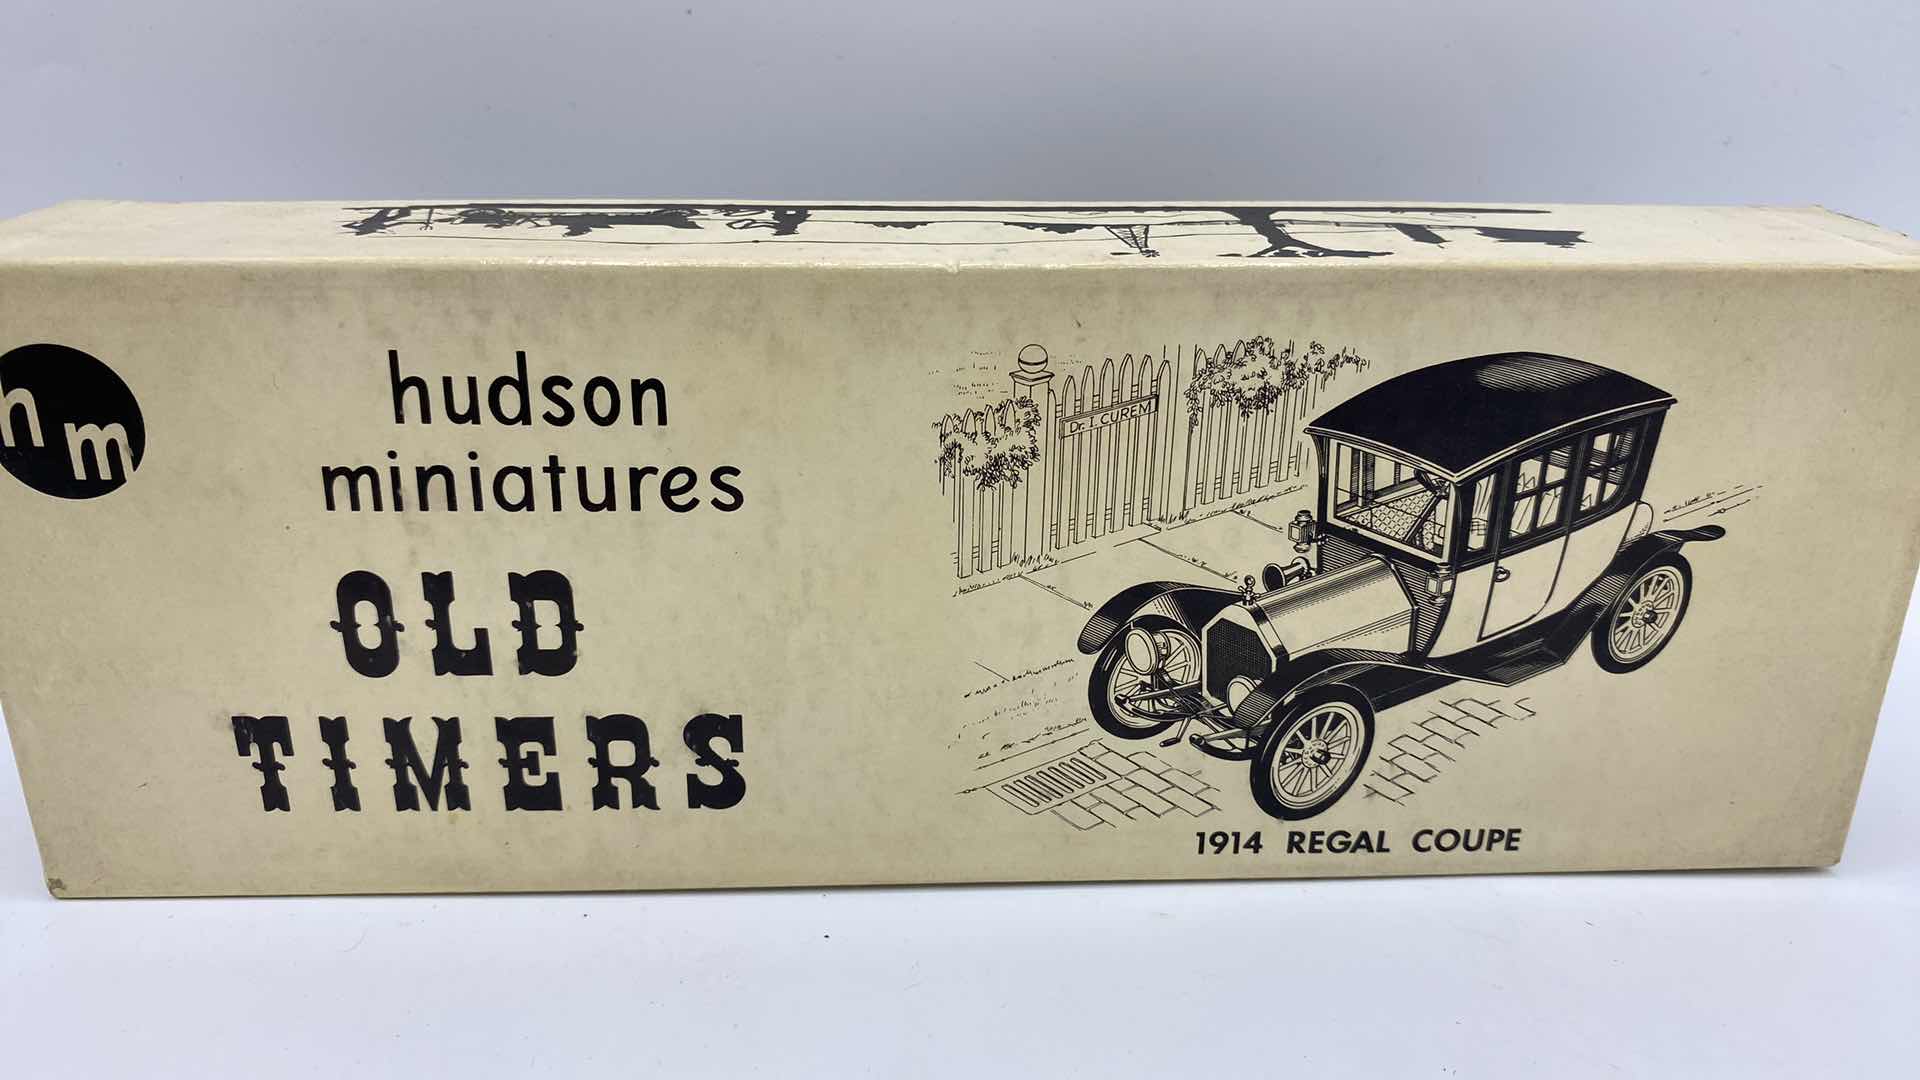 hm
hudson
miniatures
OLD
TIMERS
Dr. I. CUREM
1914 REGAL COUPE